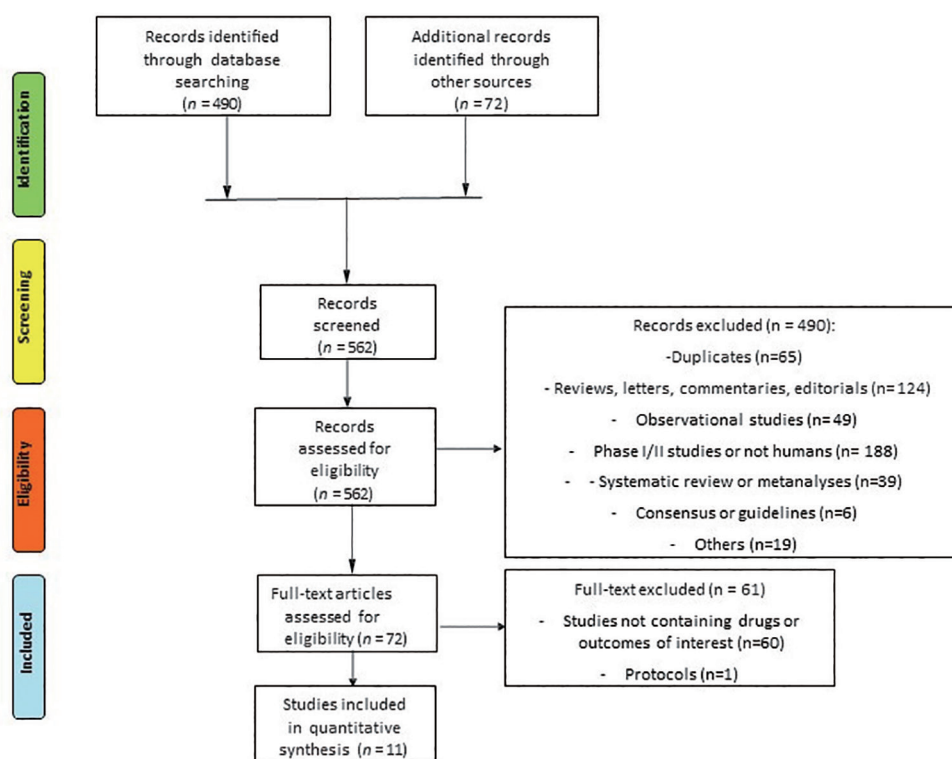 Records identified
through database
searching
(n = 490)
Additional records
identified through
other sources
(n = 72)
Identification
Screening
Records
screened
(n = 562)
Records excluded (n = 490):
-Duplicates (n=65)
- Reviews, letters, commentaries, editorials (n=124)
- Observational studies (n=49)
- Phase I/II studies or not humans (n= 188)
- - Systematic review or metanalyses (n=39)
- Consensus or guidelines (n=6)
- Others (n=19)
Eligibility
Records
assessed for
eligibility
(n = 562)
Included
Full-text articles
assessed for
eligibility (n = 72)
Full-text excluded (n = 61)
- Studies not containing drugs or
outcomes of interest
(n=60)
- Protocols (n=1)
Studies included
in quantitative
synthesis (n = 11)